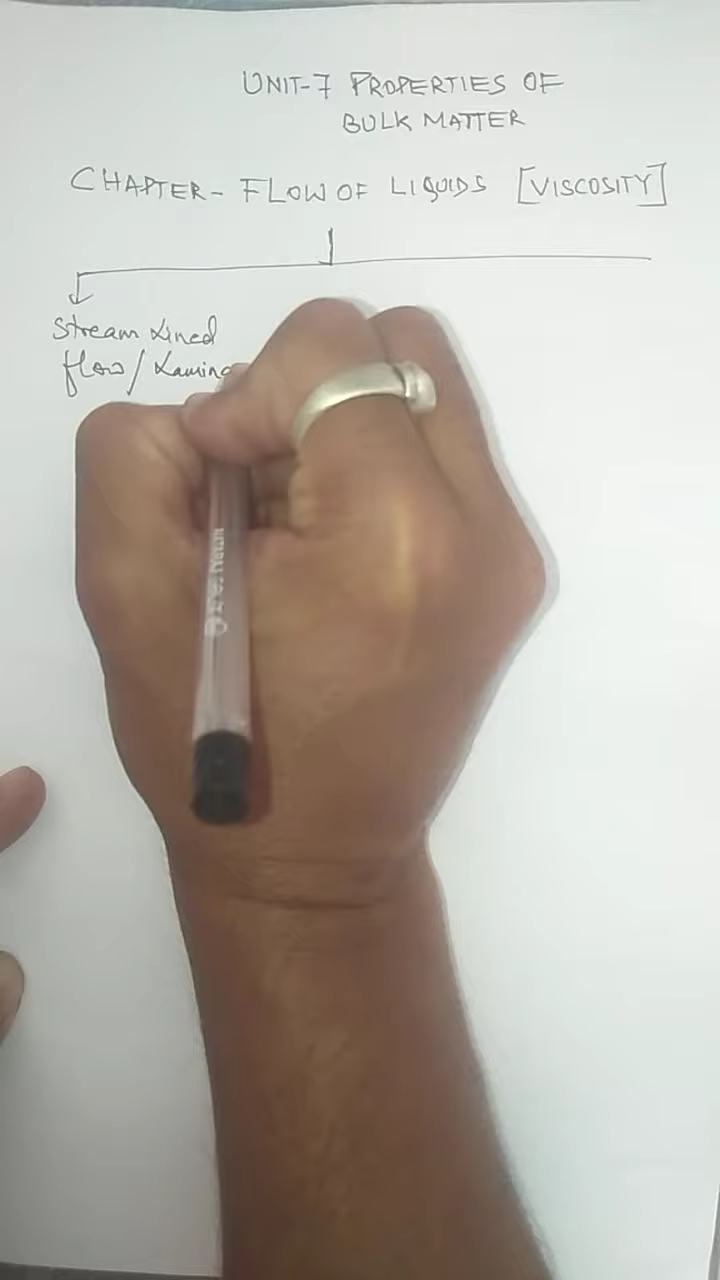 UNIT-7 PROPERTIES OF
BULK MATTER
CHAPTER- FLOW OF LIQUIDS [VISCOSITY]
Stream Lined
flow/